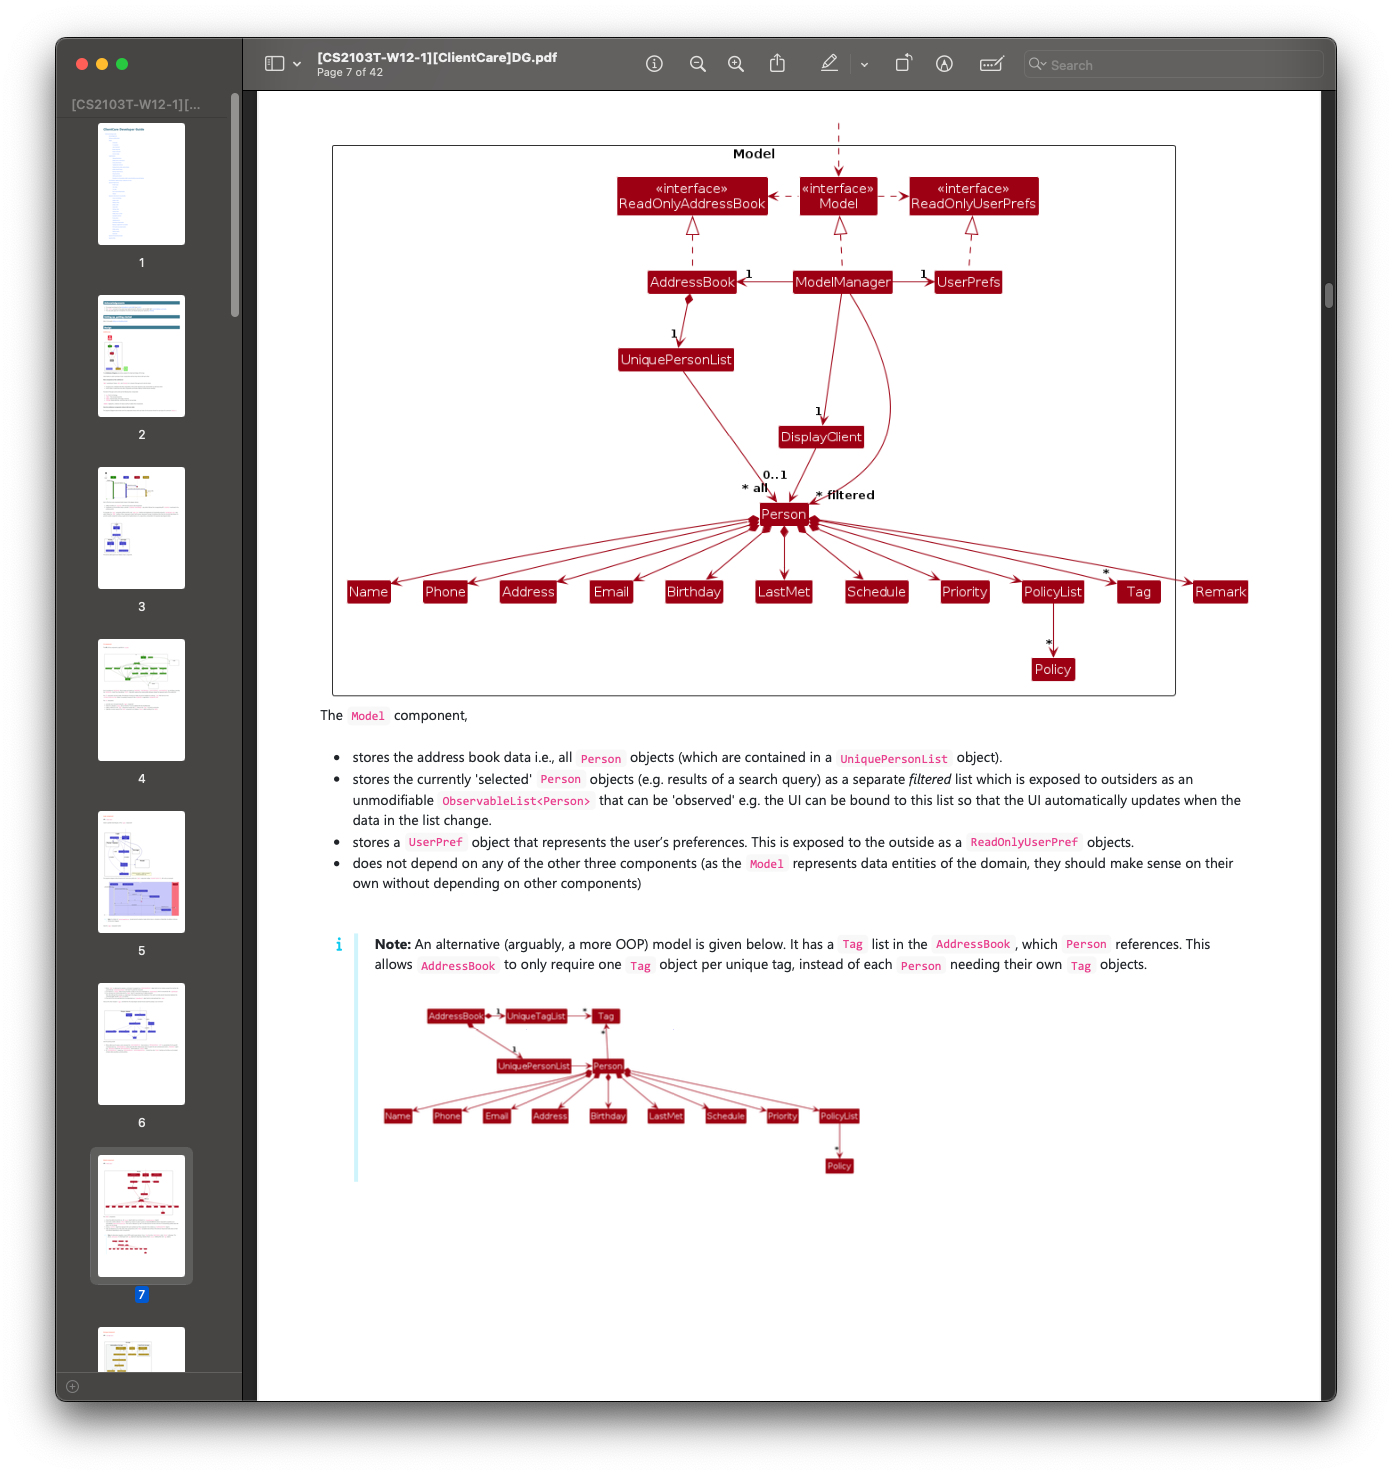 [CS2103T-W12-1][ClientCare]DG.pdf
Page 7 of 42
Search
[CS2103T-W12-1][...
1
2
3
4
5
6
7
Model
«interface»
ReadOnlyAddressBook
«interface»
Model
«interface»
ReadOnlyUserPrefs
AddressBook
1
ModelManager
1
UserPrefs
1
UniquePersonList
1
DisplayClient
0..1
* all
* filtered
Person
Name
Phone
Address
Email
Birthday
LastMet
Schedule
Priority
PolicyList
*
Tag
Remark
*
Policy
The Model component,
• stores the address book data i.e., all Person objects (which are contained in a UniquePersonList object).
• stores the currently 'selected' Person objects (e.g. results of a search query) as a separate filtered list which is exposed to outsiders as an
unmodifiable ObservableList<Person> that can be 'observed' e.g. the UI can be bound to this list so that the UI automatically updates when the
data in the list change.
• stores a UserPref object that represents the user’s preferences. This is exposed to the outside as a ReadOnlyUserPref objects.
• does not depend on any of the other three components (as the Model represents data entities of the domain, they should make sense on their
own without depending on other components)
Note: An alternative (arguably, a more OOP) model is given below. It has a Tag list in the AddressBook, which Person references. This
allows AddressBook to only require one Tag object per unique tag, instead of each Person needing their own Tag objects.
AddressBook
1
UniqueTagList
*
Tag
*
1
UniquePersonList
Person
Name
Phone
Email
Address
Birthday
LastMet
Schedule
Priority
PolicyList
*
Policy